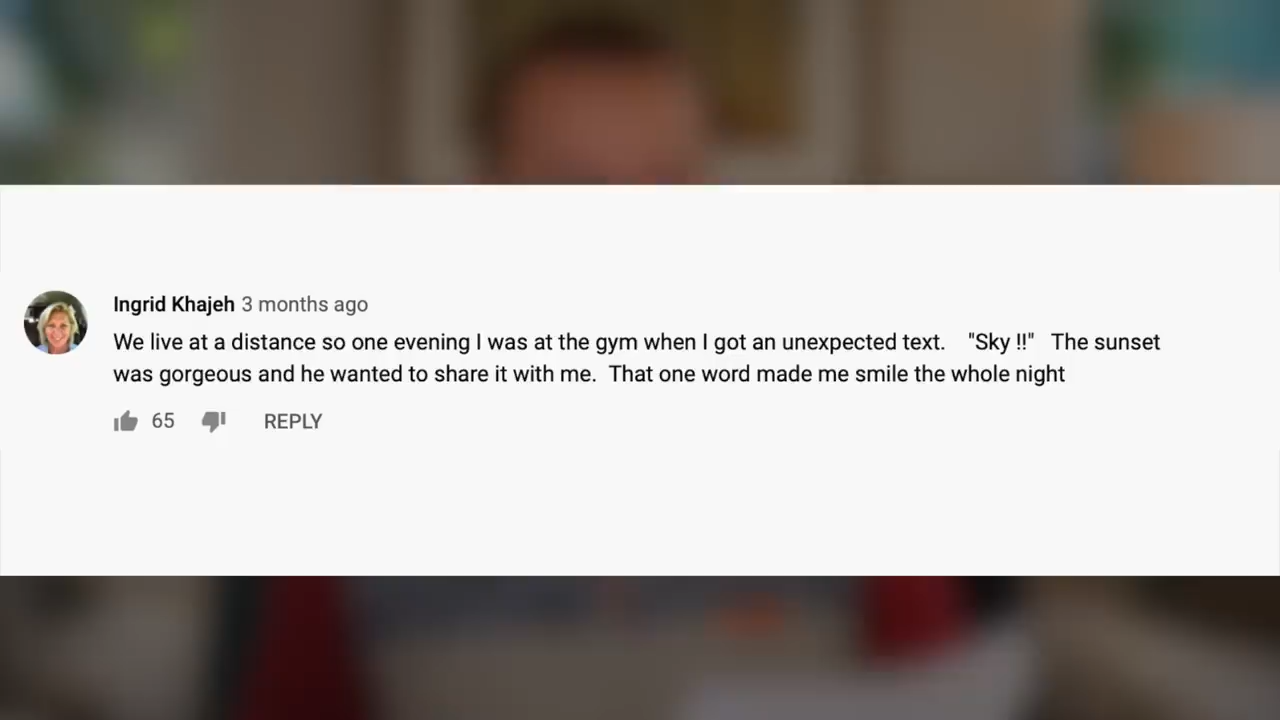 Ingrid Khajeh 3 months ago
We live at a distance so one evening I was at the gym when I got an unexpected text. "Sky !!" The sunset
was gorgeous and he wanted to share it with me. That one word made me smile the whole night
65 REPLY